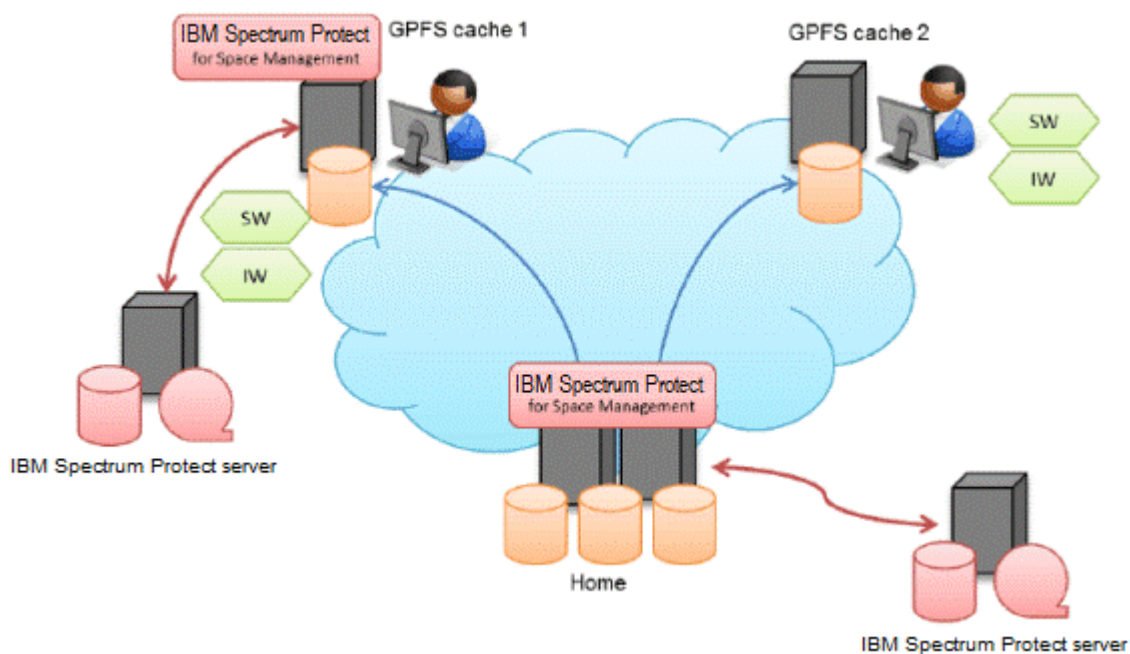 IBM Spectrum Protect
for Space Management
GPFS cache 1
GPFS cache 2
SW
IW
SW
IW
IBM Spectrum Protect server
IBM Spectrum Protect
for Space Management
Home
IBM Spectrum Protect server